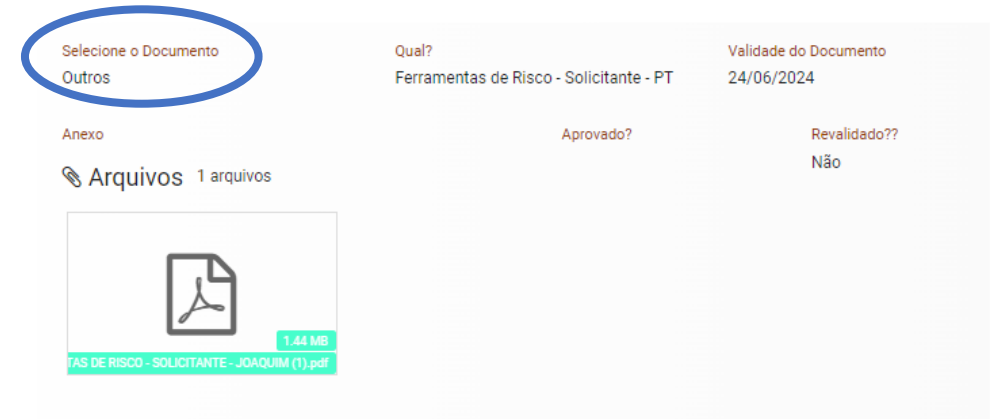 Selecione o Documento
Outros
Qual?
Ferramentas de Risco - Solicitante - PT
Validade do Documento
24/06/2024
Anexo
Aprovado?
Revalidado??
Não
Arquivos 1 arquivos
1.44 MB
TAS DE RISCO - SOLICITANTE - JOAQUIM (1).pdf